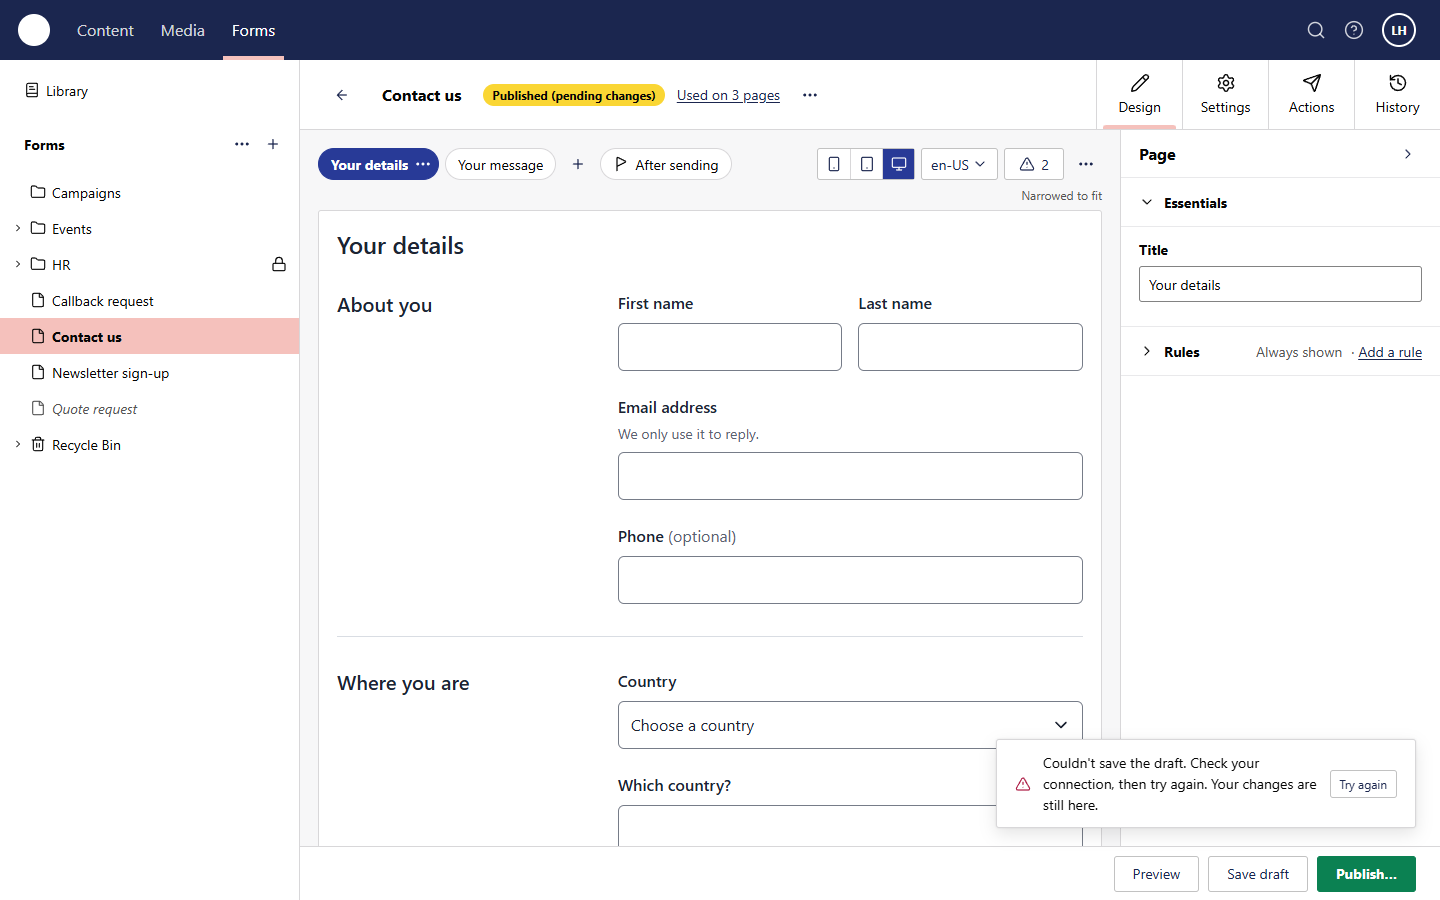 Content
Media
Forms
LH
Library
Forms
Campaigns
Events
HR
Callback request
Contact us
Newsletter sign-up
Quote request
Recycle Bin
Contact us
Published (pending changes)
Used on 3 pages
Design
Settings
Actions
History
Your details
Your message
After sending
en-US
2
Narrowed to fit
Your details
About you
First name
Last name
Email address
We only use it to reply.
Phone (optional)
Where you are
Country
Choose a country
Which country?
Page
Essentials
Title
Your details
Rules
Always shown · Add a rule
Couldn't save the draft. Check your
connection, then try again. Your changes are
still here.
Try again
Preview
Save draft
Publish...